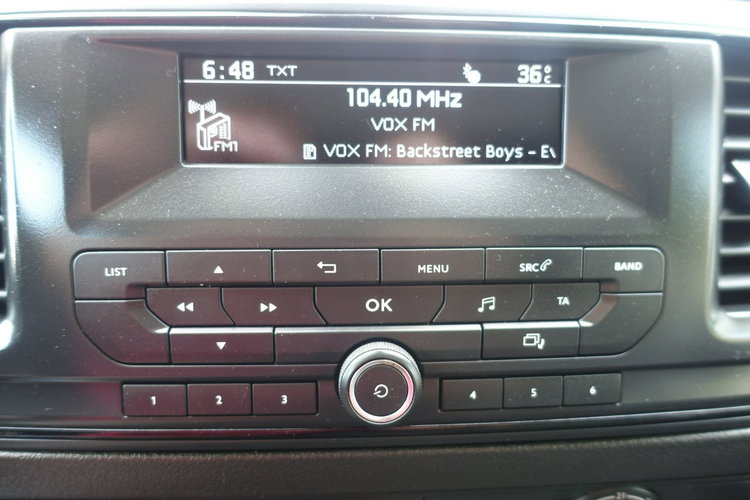 6:48 TXT 36°C
104.40 MHz
VOX FM
FM1
VOX FM: Backstreet Boys - Ev
LIST MENU SRC BAND
OK TA
1 2 3 4 5 6